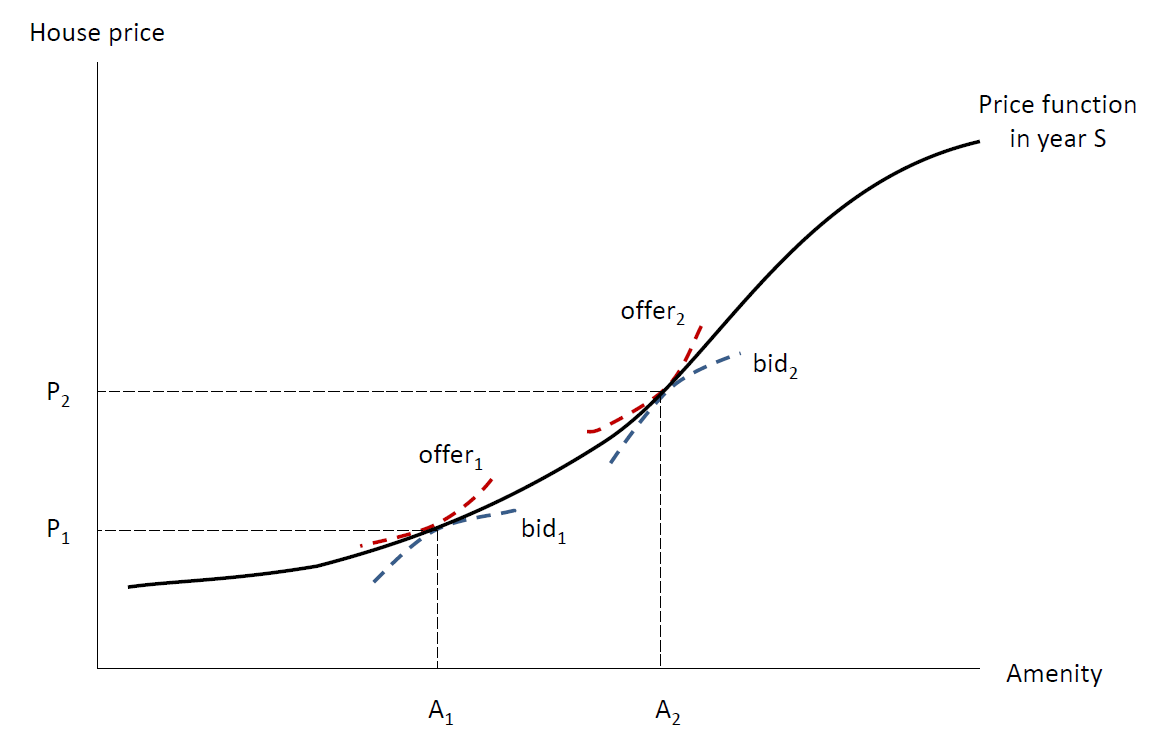 House price
Price function
in year S
offer₂
bid₂
P₂
offer₁
P₁
bid₁
Amenity
A₁
A₂